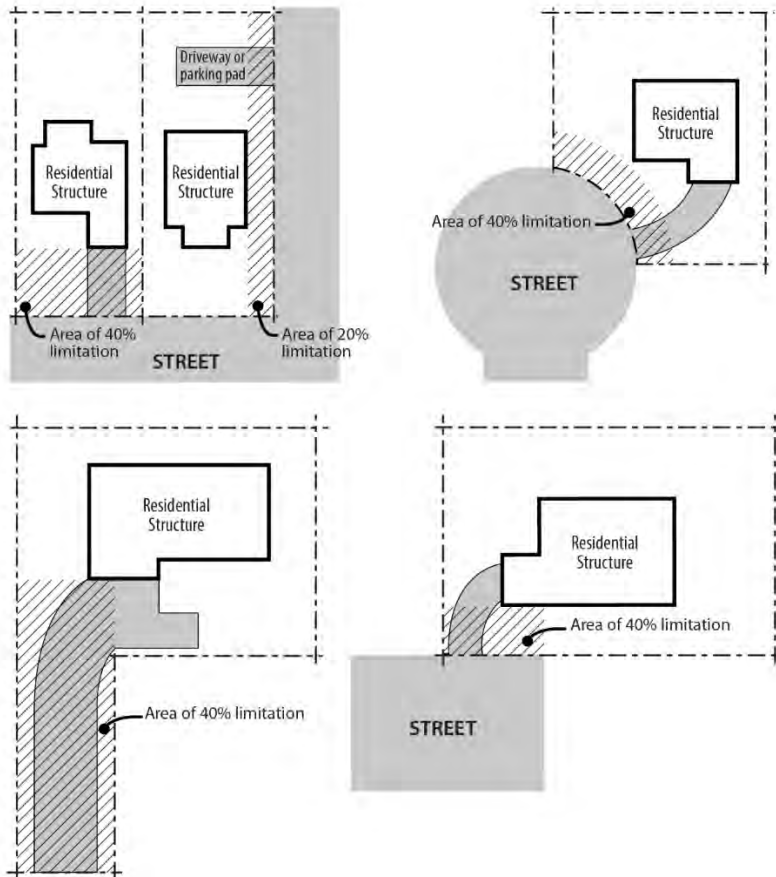 Driveway or
parking pad
Residential
Structure
Residential
Structure
Area of 40%
limitation
Area of 20%
limitation
STREET
Residential
Structure
Area of 40% limitation
STREET
Residential
Structure
Area of 40% limitation
Residential
Structure
Area of 40% limitation
STREET